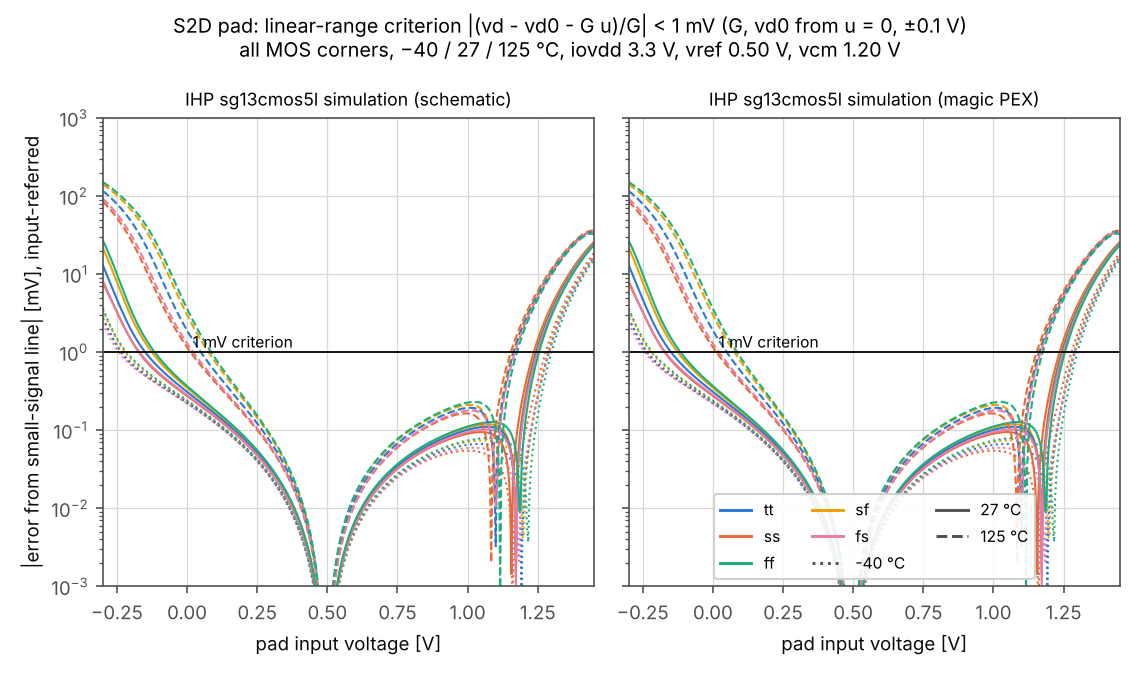 S2D pad: linear-range criterion |(vd - vd0 - G u)/G| < 1 mV (G, vd0 from u = 0, ±0.1 V)
all MOS corners, −40 / 27 / 125 °C, iovdd 3.3 V, vref 0.50 V, vcm 1.20 V
IHP sg13cmos5l simulation (schematic)
IHP sg13cmos5l simulation (magic PEX)
|error from small-signal line| [mV], input-referred
10³
10²
10¹
10⁰
10⁻¹
10⁻²
10⁻³
1 mV criterion
1 mV criterion
tt
ss
ff
sf
fs
-40 °C
27 °C
125 °C
−0.25 0.00 0.25 0.50 0.75 1.00 1.25
−0.25 0.00 0.25 0.50 0.75 1.00 1.25
pad input voltage [V]
pad input voltage [V]